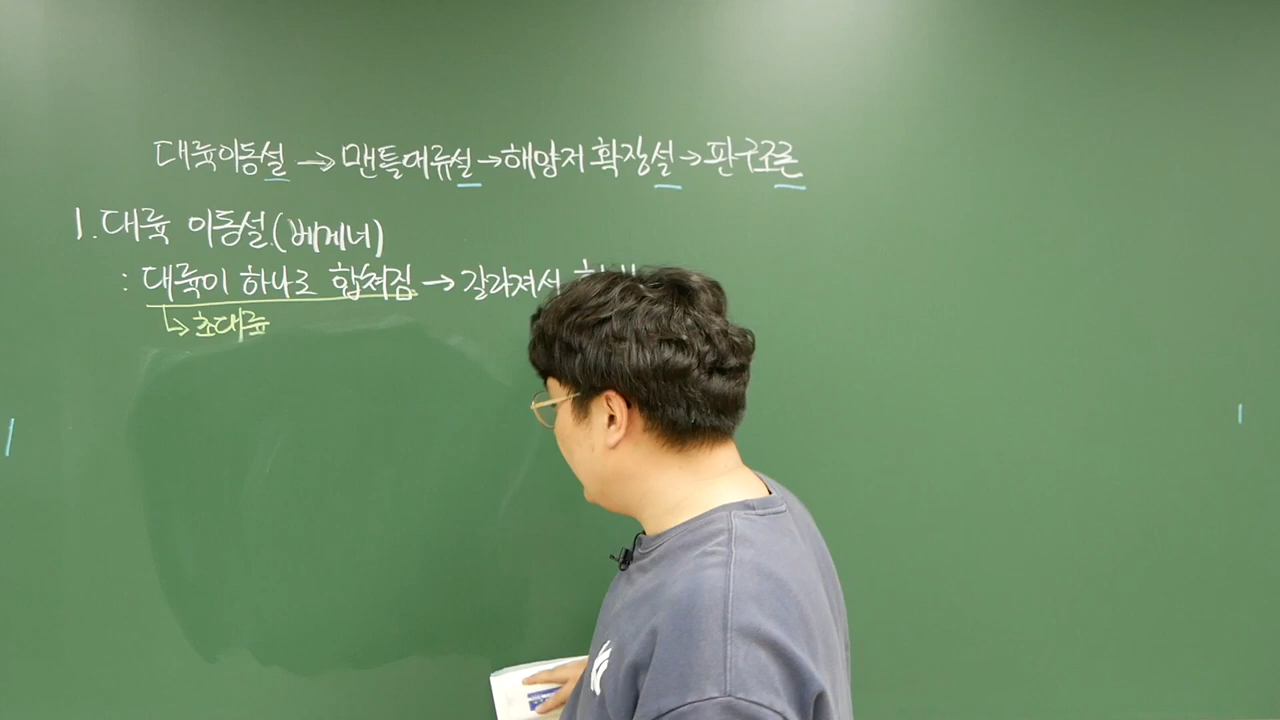 대륙이동설 → 맨틀대류설 → 해양저 확장설 → 판구조론
1. 대륙 이동설.(베게너)
: 대륙이 하나로 합쳐짐 → 갈라져서
↳ 초대륙